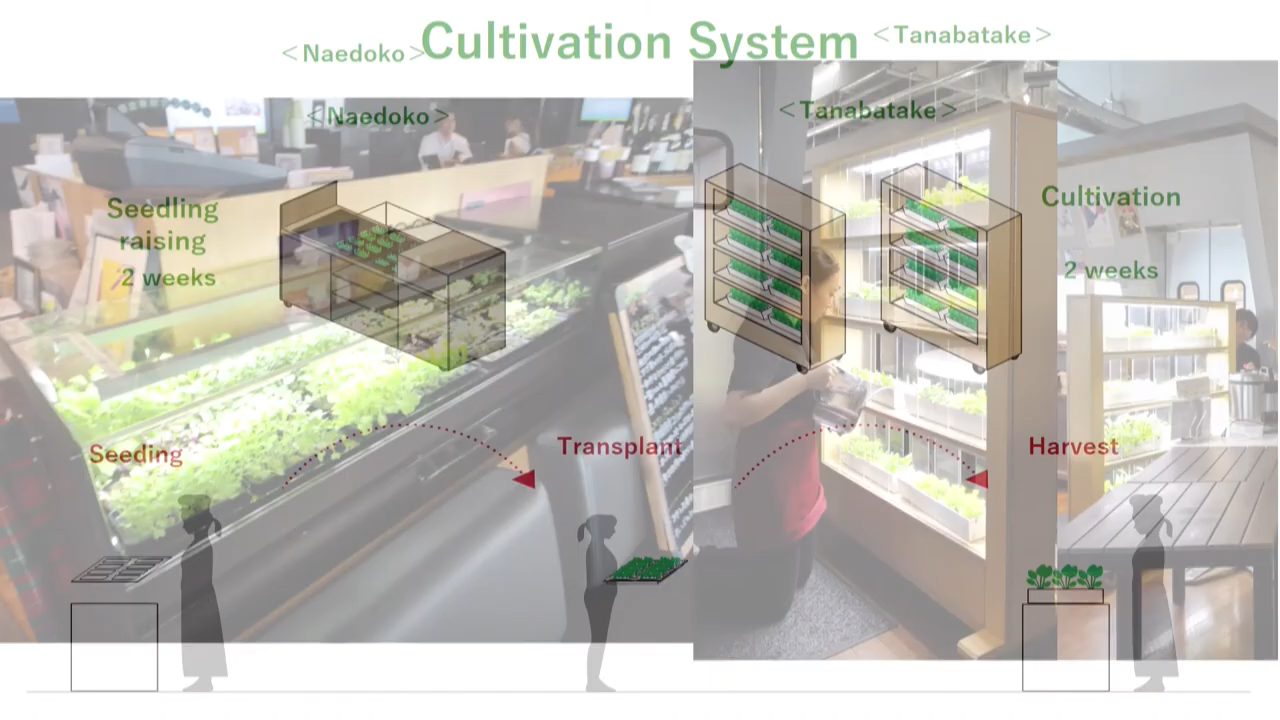 Cultivation System
<Naedoko>
<Tanabatake>
<Naedoko>
<Tanabatake>
Seedling
raising
2 weeks
Cultivation
2 weeks
Seeding
Transplant
Harvest